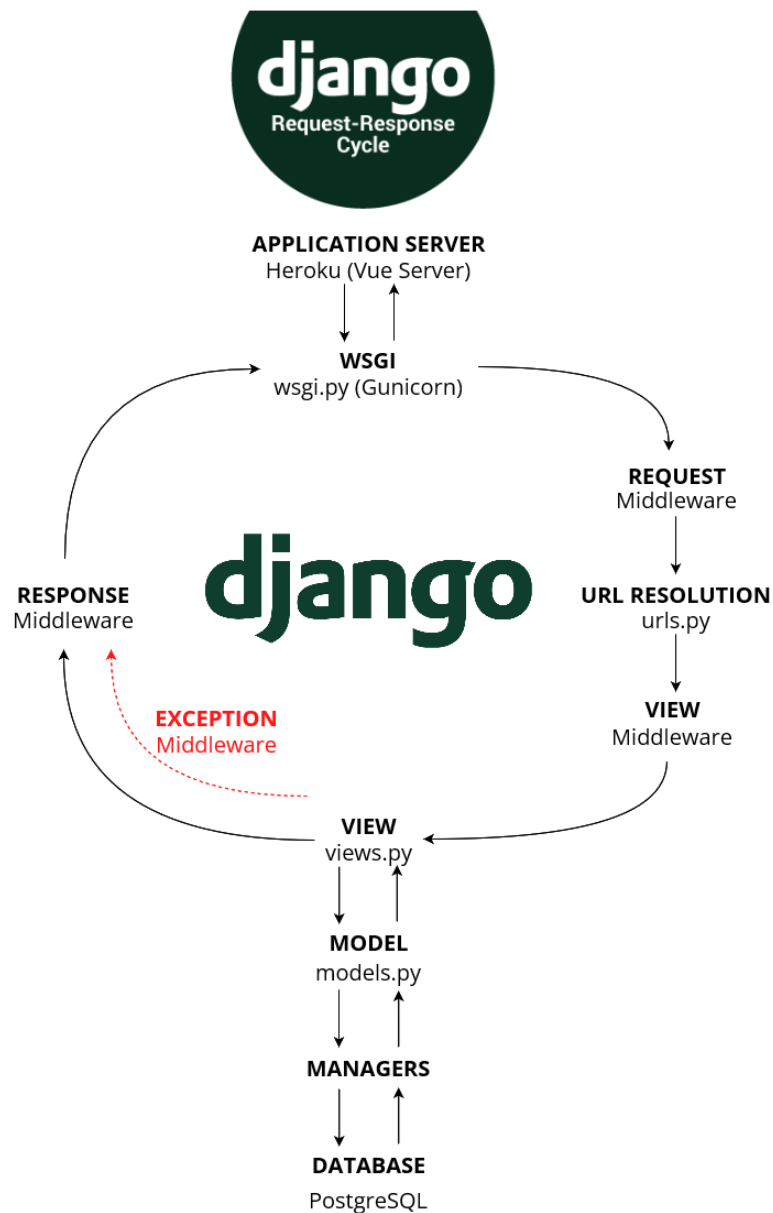 django
Request-Response
Cycle
APPLICATION SERVER
Heroku (Vue Server)
WSGI
wsgi.py (Gunicorn)
REQUEST
Middleware
django
RESPONSE
Middleware
URL RESOLUTION
urls.py
EXCEPTION
Middleware
VIEW
Middleware
VIEW
views.py
MODEL
models.py
MANAGERS
DATABASE
PostgreSQL